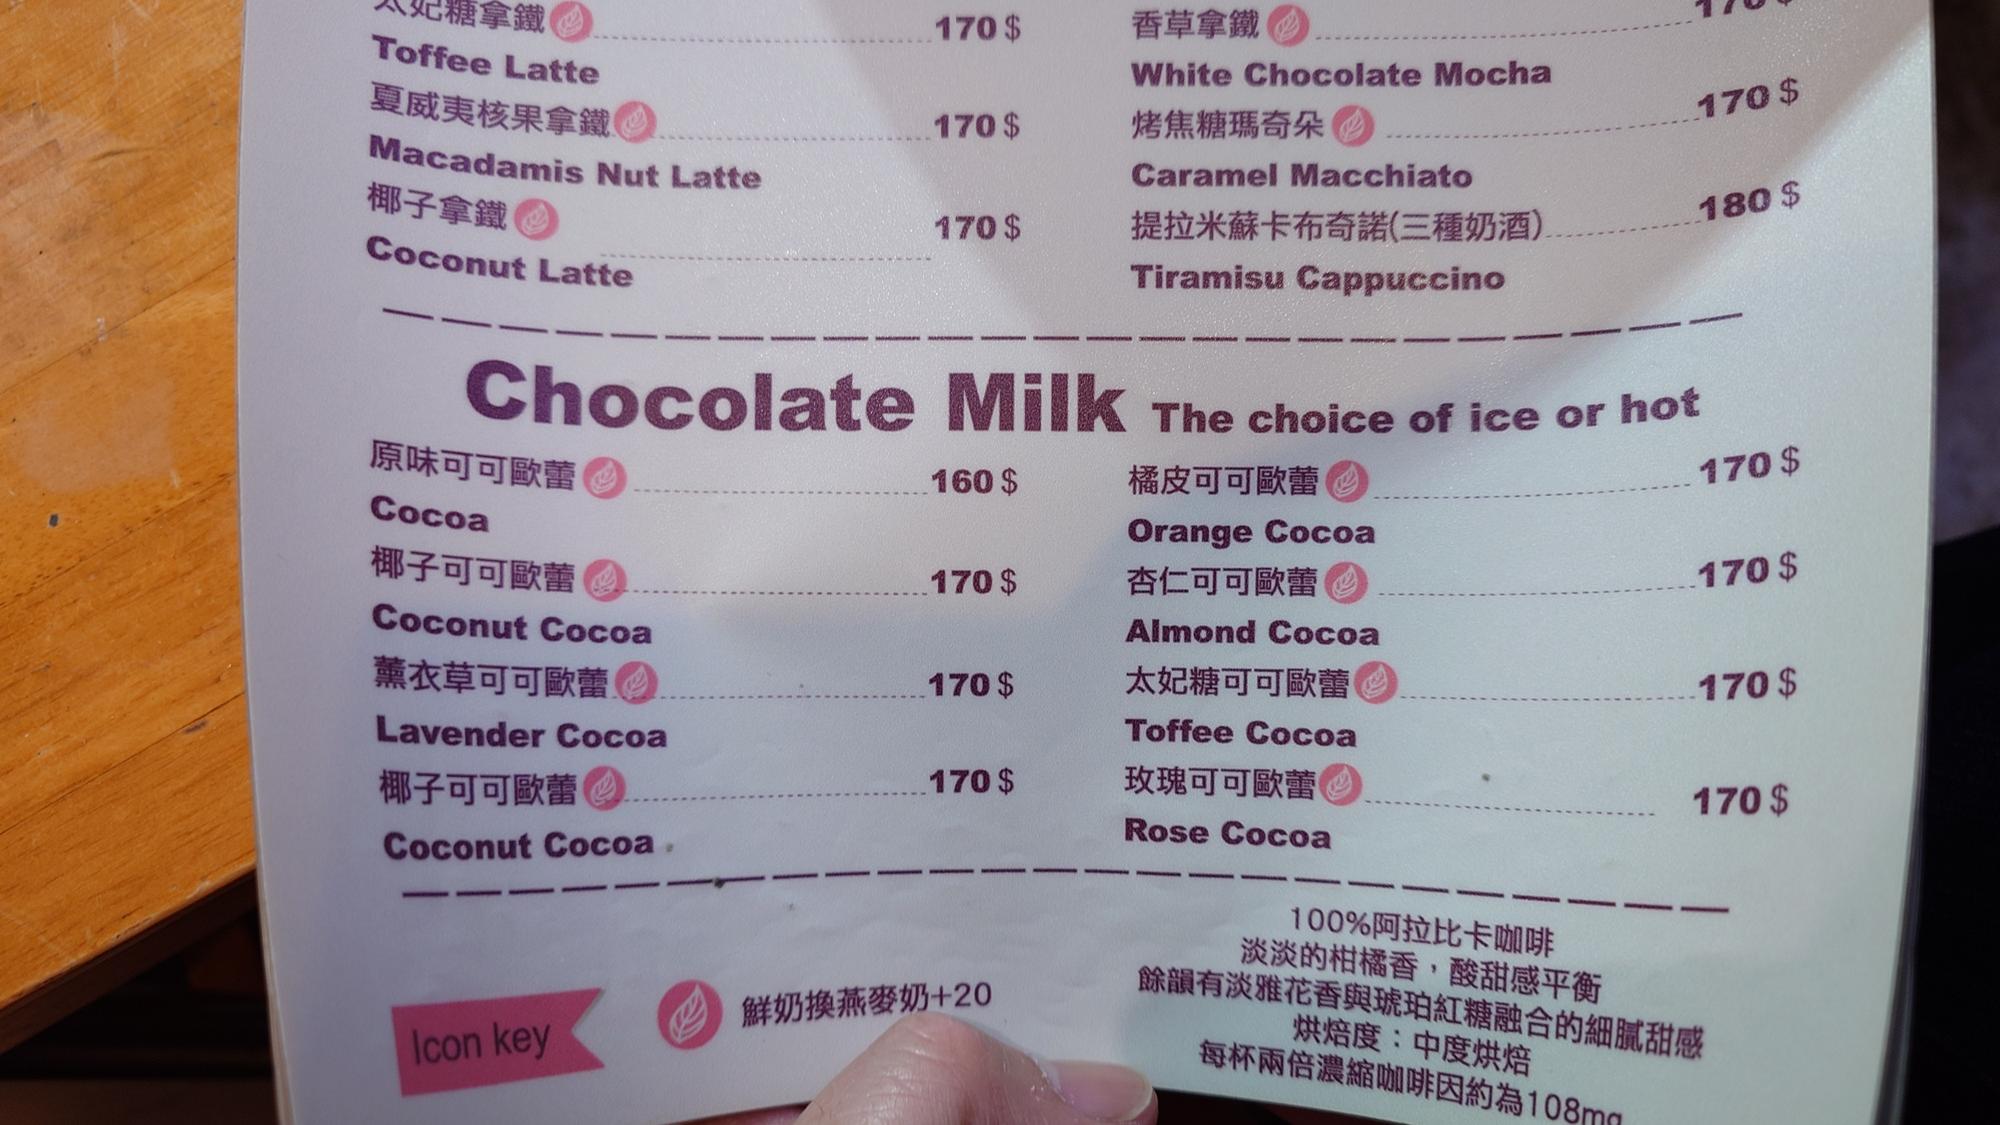 太妃糖拿鐵 170 $
Toffee Latte
夏威夷核果拿鐵 170 $
Macadamis Nut Latte
椰子拿鐵 170 $
Coconut Latte
香草拿鐵 170 $
White Chocolate Mocha
烤焦糖瑪奇朵 170 $
Caramel Macchiato
提拉米蘇卡布奇諾(三種奶酒) 180 $
Tiramisu Cappuccino
Chocolate Milk The choice of ice or hot
原味可可歐蕾 160 $
Cocoa
椰子可可歐蕾 170 $
Coconut Cocoa
薰衣草可可歐蕾 170 $
Lavender Cocoa
椰子可可歐蕾 170 $
Coconut Cocoa
橘皮可可歐蕾 170 $
Orange Cocoa
杏仁可可歐蕾 170 $
Almond Cocoa
太妃糖可可歐蕾 170 $
Toffee Cocoa
玫瑰可可歐蕾 170 $
Rose Cocoa
Icon key
鮮奶換燕麥奶+20
100%阿拉比卡咖啡
淡淡的柑橘香，酸甜感平衡
餘韻有淡雅花香與琥珀紅糖融合的細膩甜感
烘焙度：中度烘焙
每杯兩倍濃縮咖啡因約為108mg